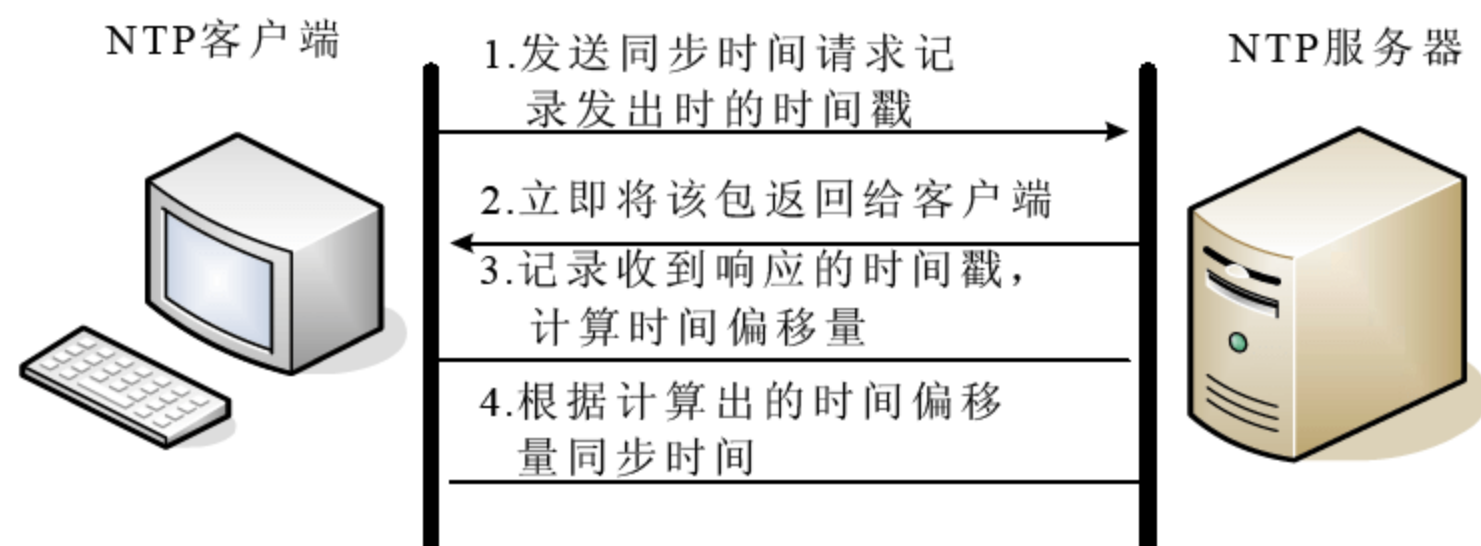 NTP客户端
NTP服务器
1.发送同步时间请求记
录发出时的时间戳
2.立即将该包返回给客户端
3.记录收到响应的时间戳，
计算时间偏移量
4.根据计算出的时间偏移
量同步时间